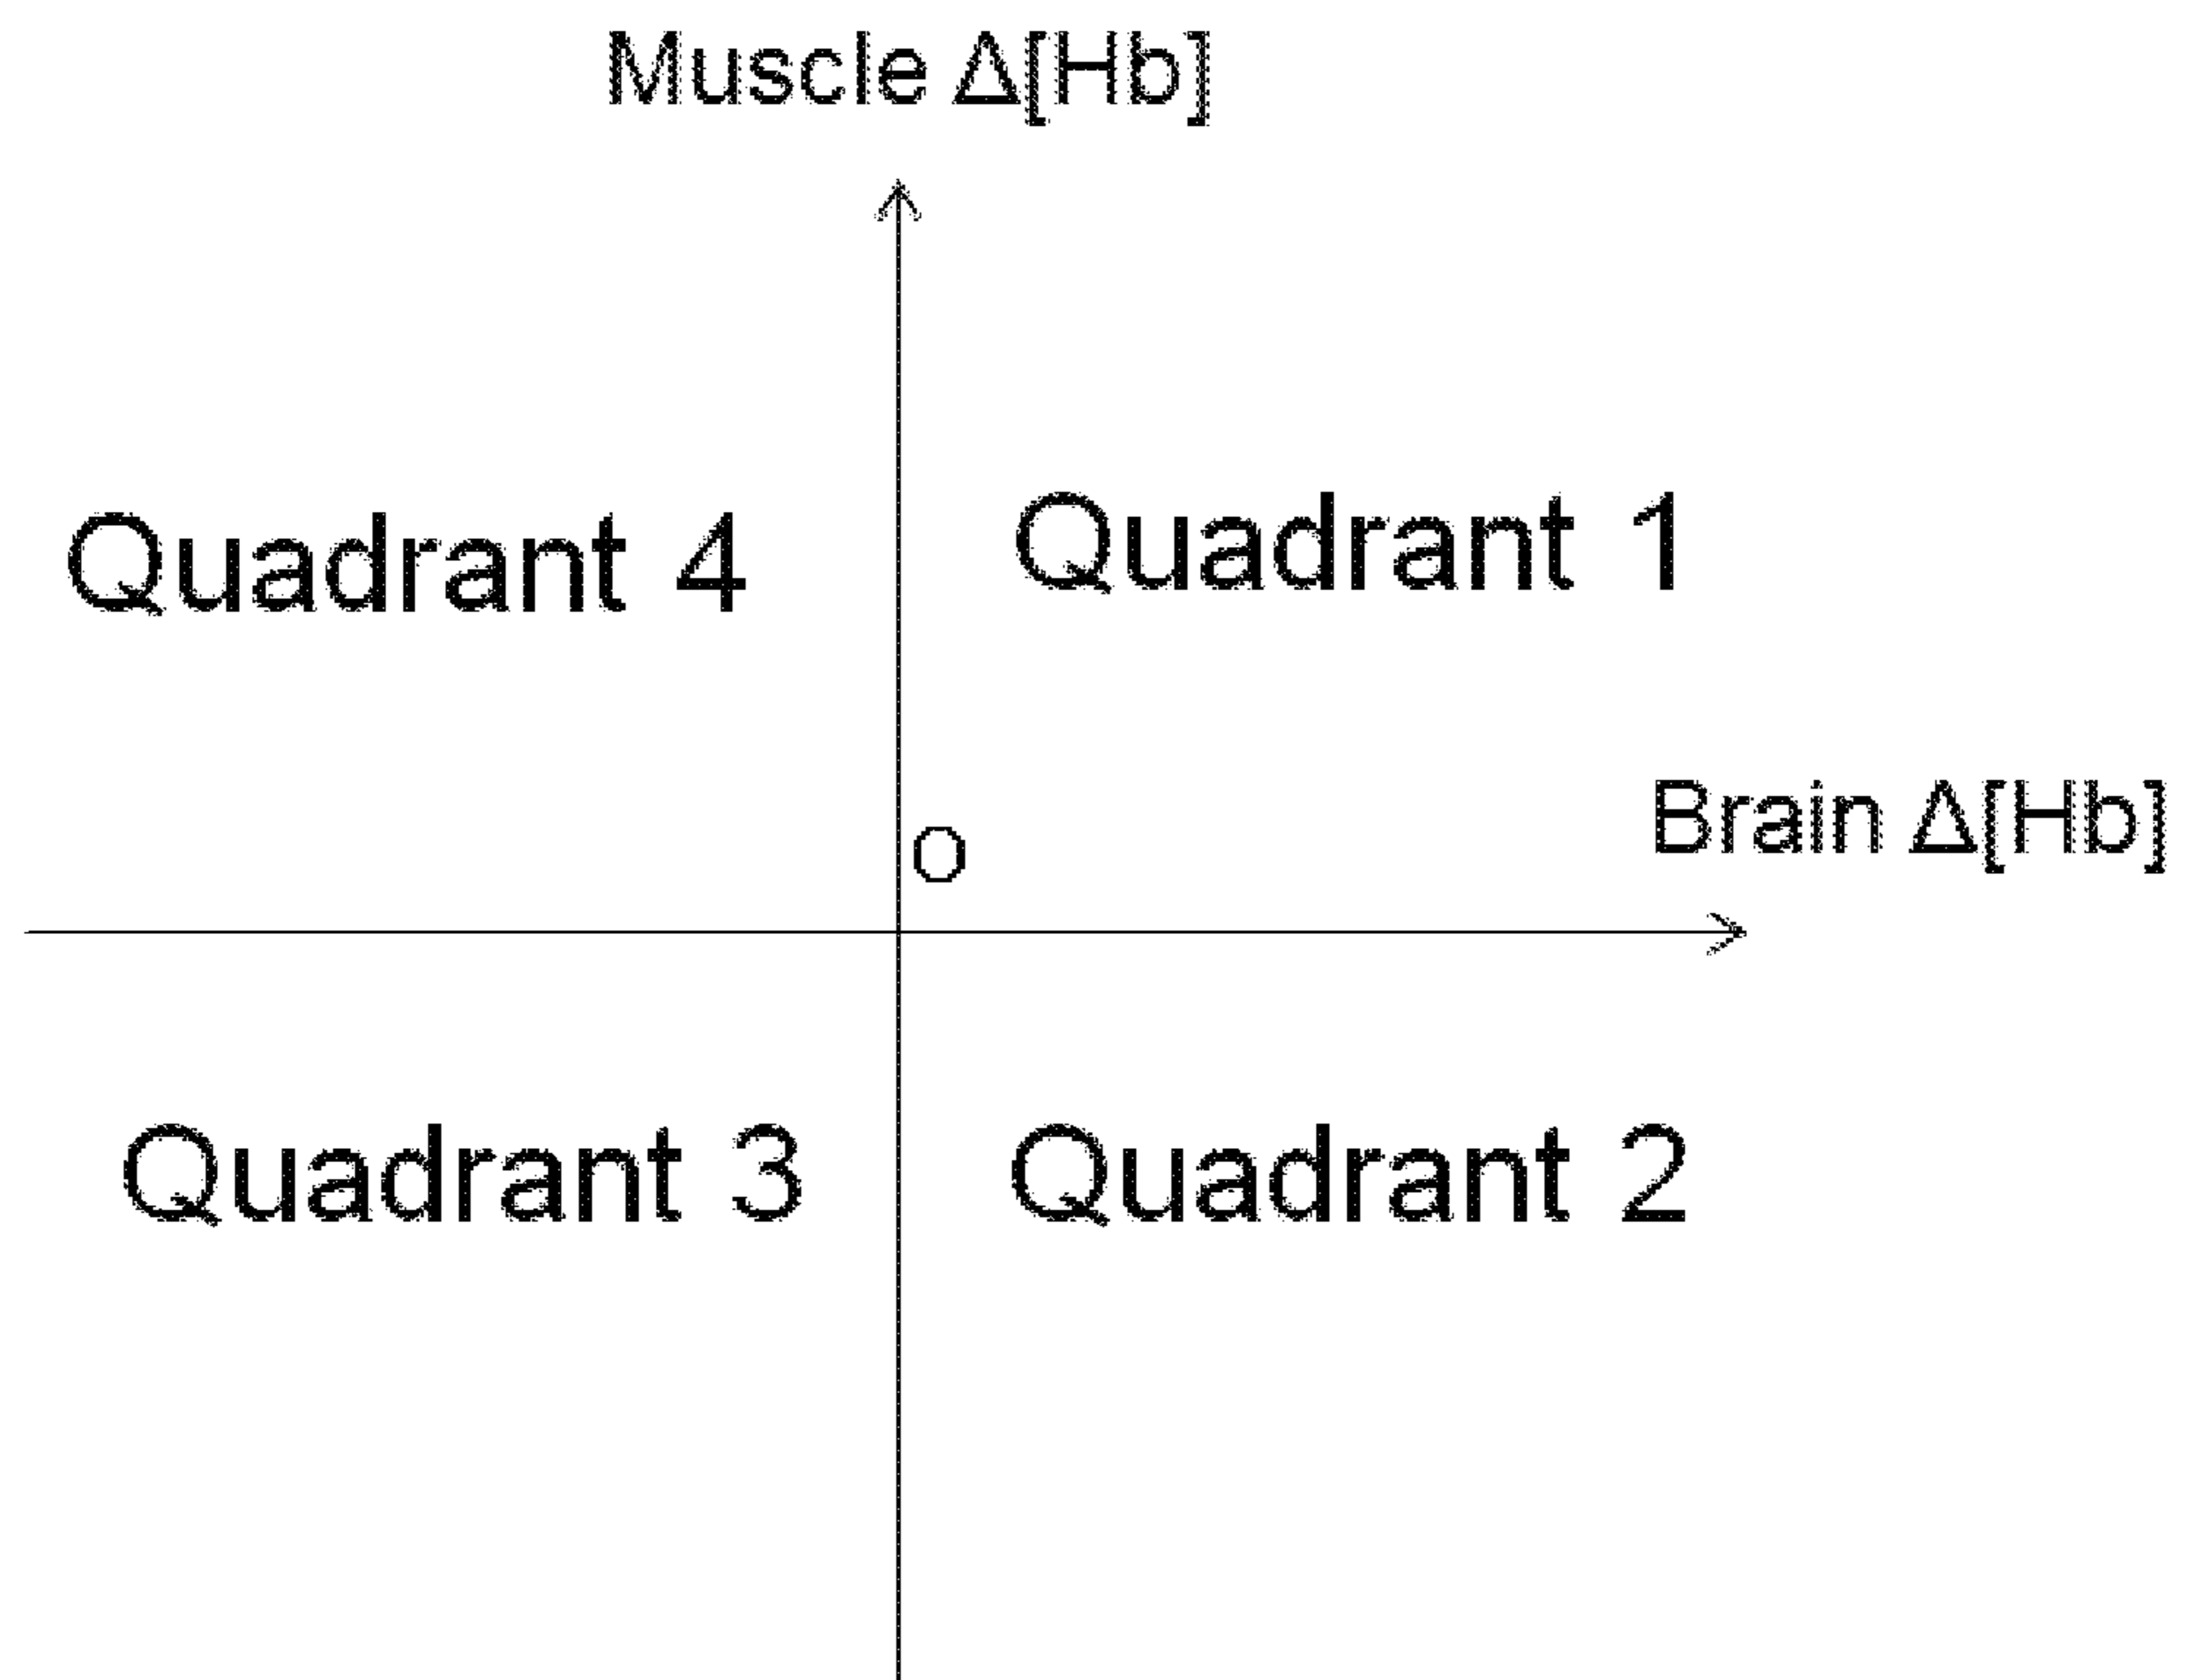 Muscle Δ[Hb]
Quadrant 4
Quadrant 1
Brain Δ[Hb]
O
Quadrant 3
Quadrant 2